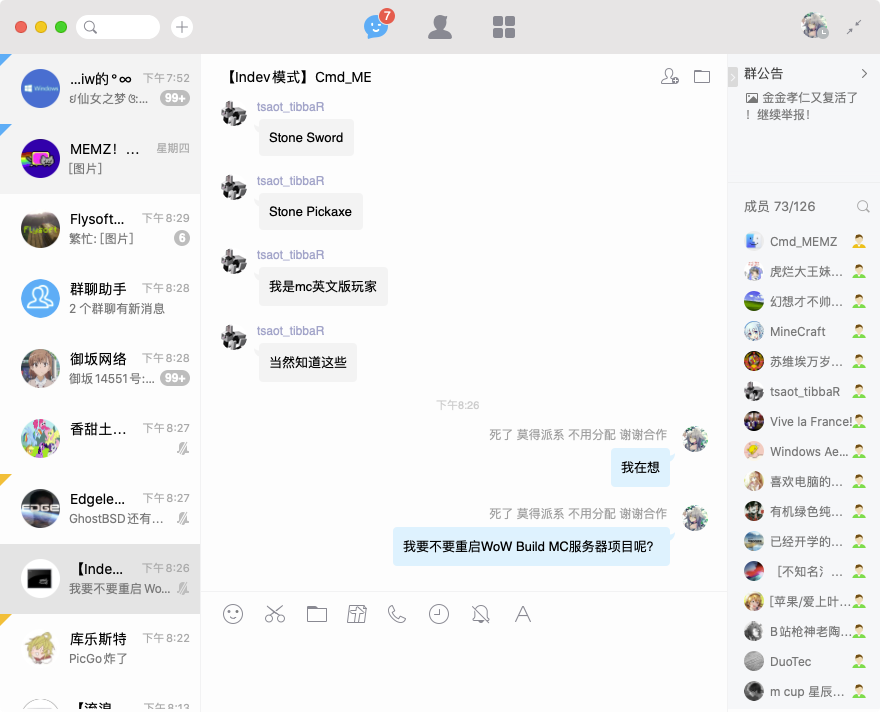 7
...iw的°∞
下午7:52
99+
MEMZ! ...
星期四
[图片]
Flysoft...
下午8:29
繁忙: [图片]
6
群聊助手
下午8:28
2 个群聊有新消息
御坂网络
下午8:28
御坂14551号:...
99+
香甜土...
下午8:27
Edgele...
下午8:27
GhostBSD还有...
【Inde...
下午8:26
我要不要重启Wo...
库乐斯特
下午8:22
PicGo炸了
【流浪...
下午8:13
【Indev模式】Cmd_ME
tsaot_tibbaR
Stone Sword
tsaot_tibbaR
Stone Pickaxe
tsaot_tibbaR
我是mc英文版玩家
tsaot_tibbaR
当然知道这些
下午8:26
死了 莫得派系 不用分配 谢谢合作
我在想
死了 莫得派系 不用分配 谢谢合作
我要不要重启WoW Build MC服务器项目呢?
群公告
金金孝仁又复活了
！继续举报！
成员 73/126
Cmd_MEMZ
虎烂大王妹...
幻想才不帅...
MineCraft
苏维埃万岁...
tsaot_tibbaR
Vive la France!
Windows Ae...
喜欢电脑的...
有机绿色纯...
已经开学的...
[不知名氵...
[苹果/爱上叶...
B站枪神老陶...
DuoTec
m cup 星辰...